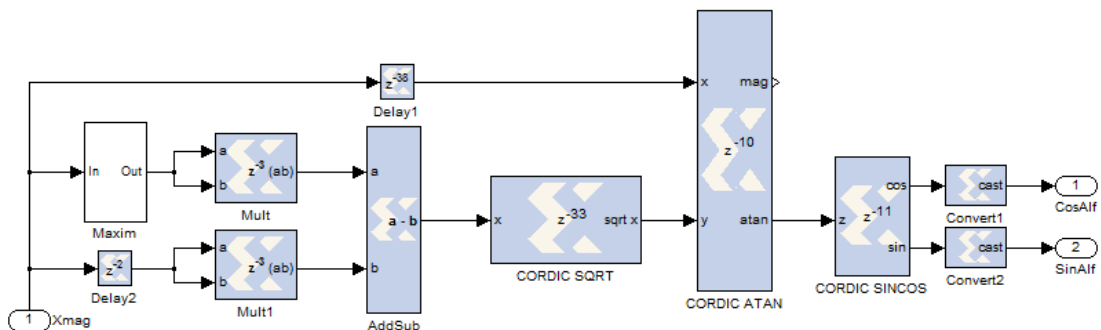 z-38
Delay1
x
mag
z-10
y
atan
CORDIC ATAN
In
Out
Maxim
a
b
z-3 (ab)
Mult
a
b
a - b
AddSub
x
z-33
sqrt x
CORDIC SQRT
z
z-11
cos
sin
CORDIC SINCOS
cast
Convert1
1
CosAlf
cast
Convert2
2
SinAlf
z-2
Delay2
a
b
z-3 (ab)
Mult1
1
Xmag